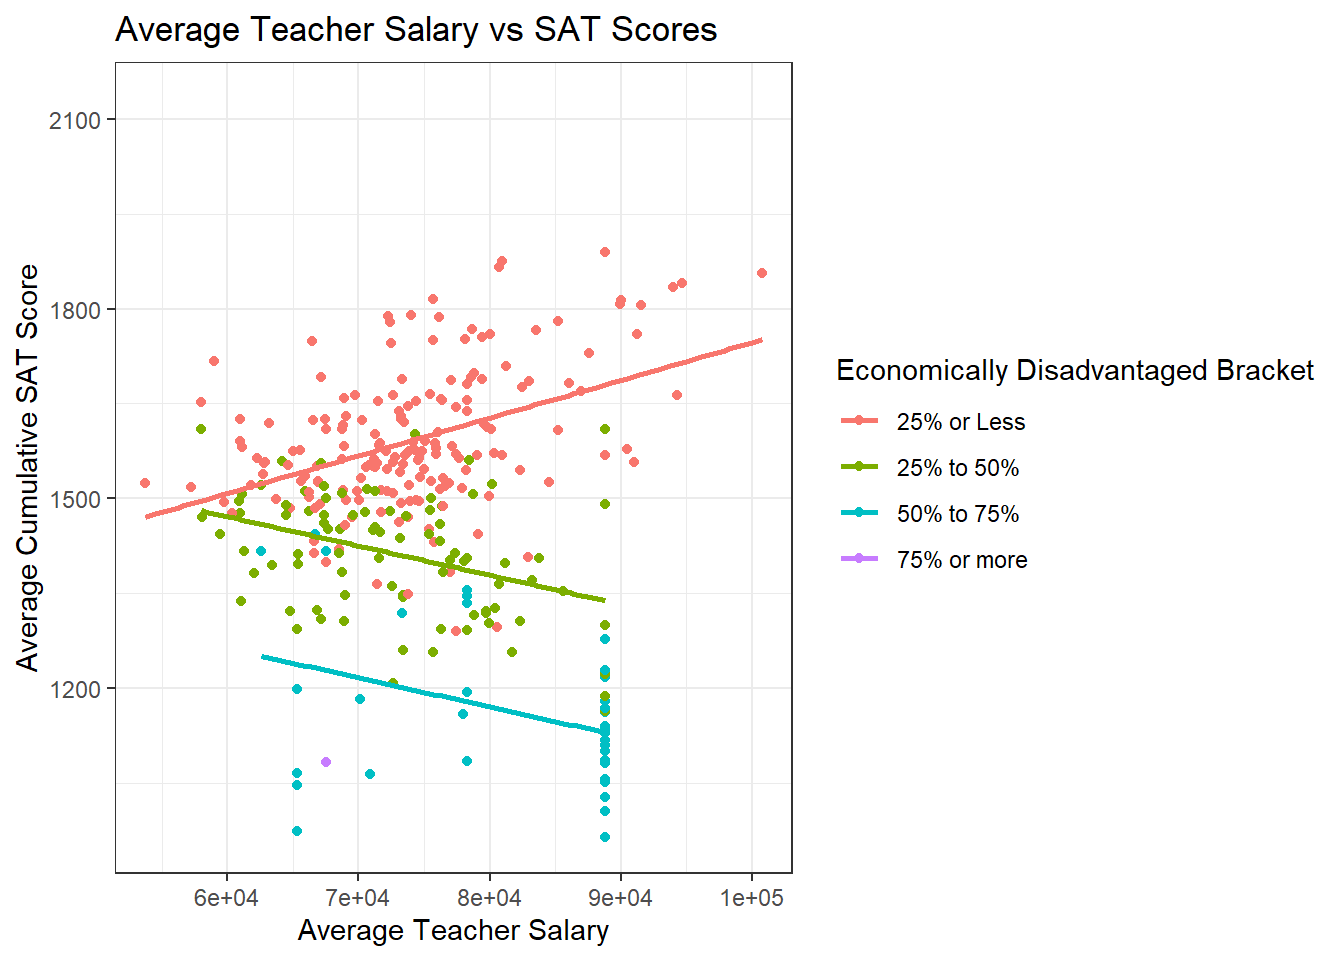 Average Teacher Salary vs SAT Scores
Average Cumulative SAT Score
2100
1800
1500
1200
6e+04 7e+04 8e+04 9e+04 1e+05
Average Teacher Salary
Economically Disadvantaged Bracket
25% or Less
25% to 50%
50% to 75%
75% or more